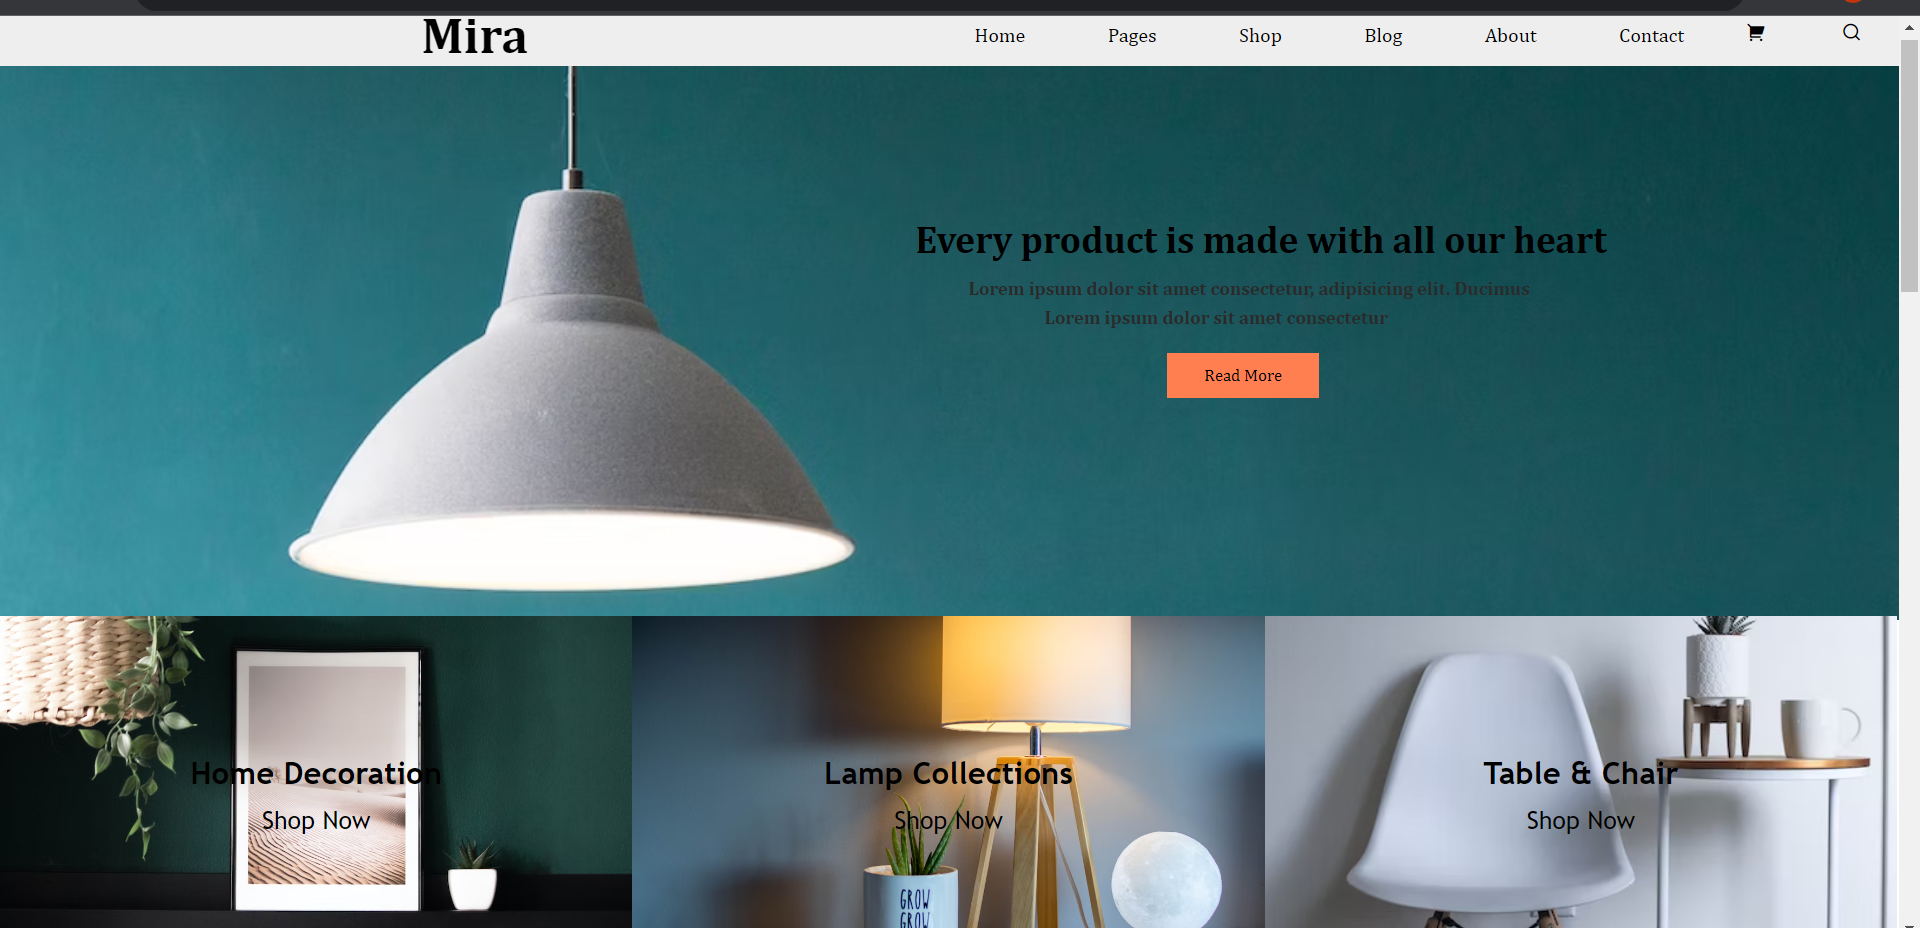 Mira
Home Pages Shop Blog About Contact
Every product is made with all our heart
Lorem ipsum dolor sit amet consectetur, adipisicing elit. Ducimus
Lorem ipsum dolor sit amet consectetur
Read More
Home Decoration
Shop Now
Lamp Collections
Shop Now
GROW
GROW
Table & Chair
Shop Now